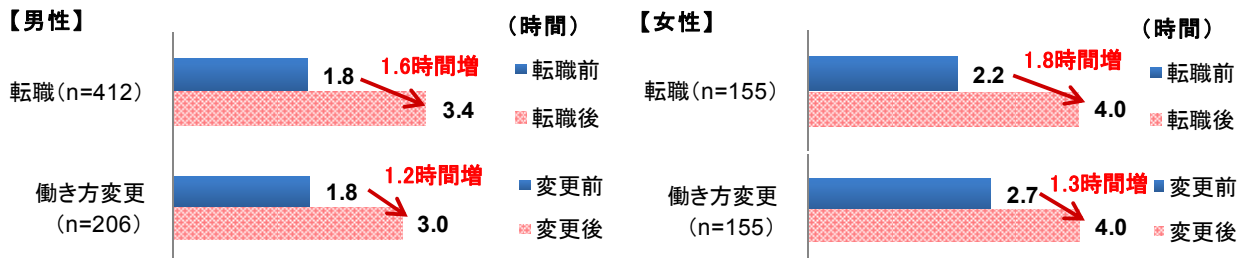 【男性】
(時間)
転職(n=412)
1.8
1.6時間増
3.4
転職前
転職後
働き方変更
(n=206)
1.8
1.2時間増
3.0
変更前
変更後
【女性】
(時間)
転職(n=155)
2.2
1.8時間増
4.0
転職前
転職後
働き方変更
(n=155)
2.7
1.3時間増
4.0
変更前
変更後